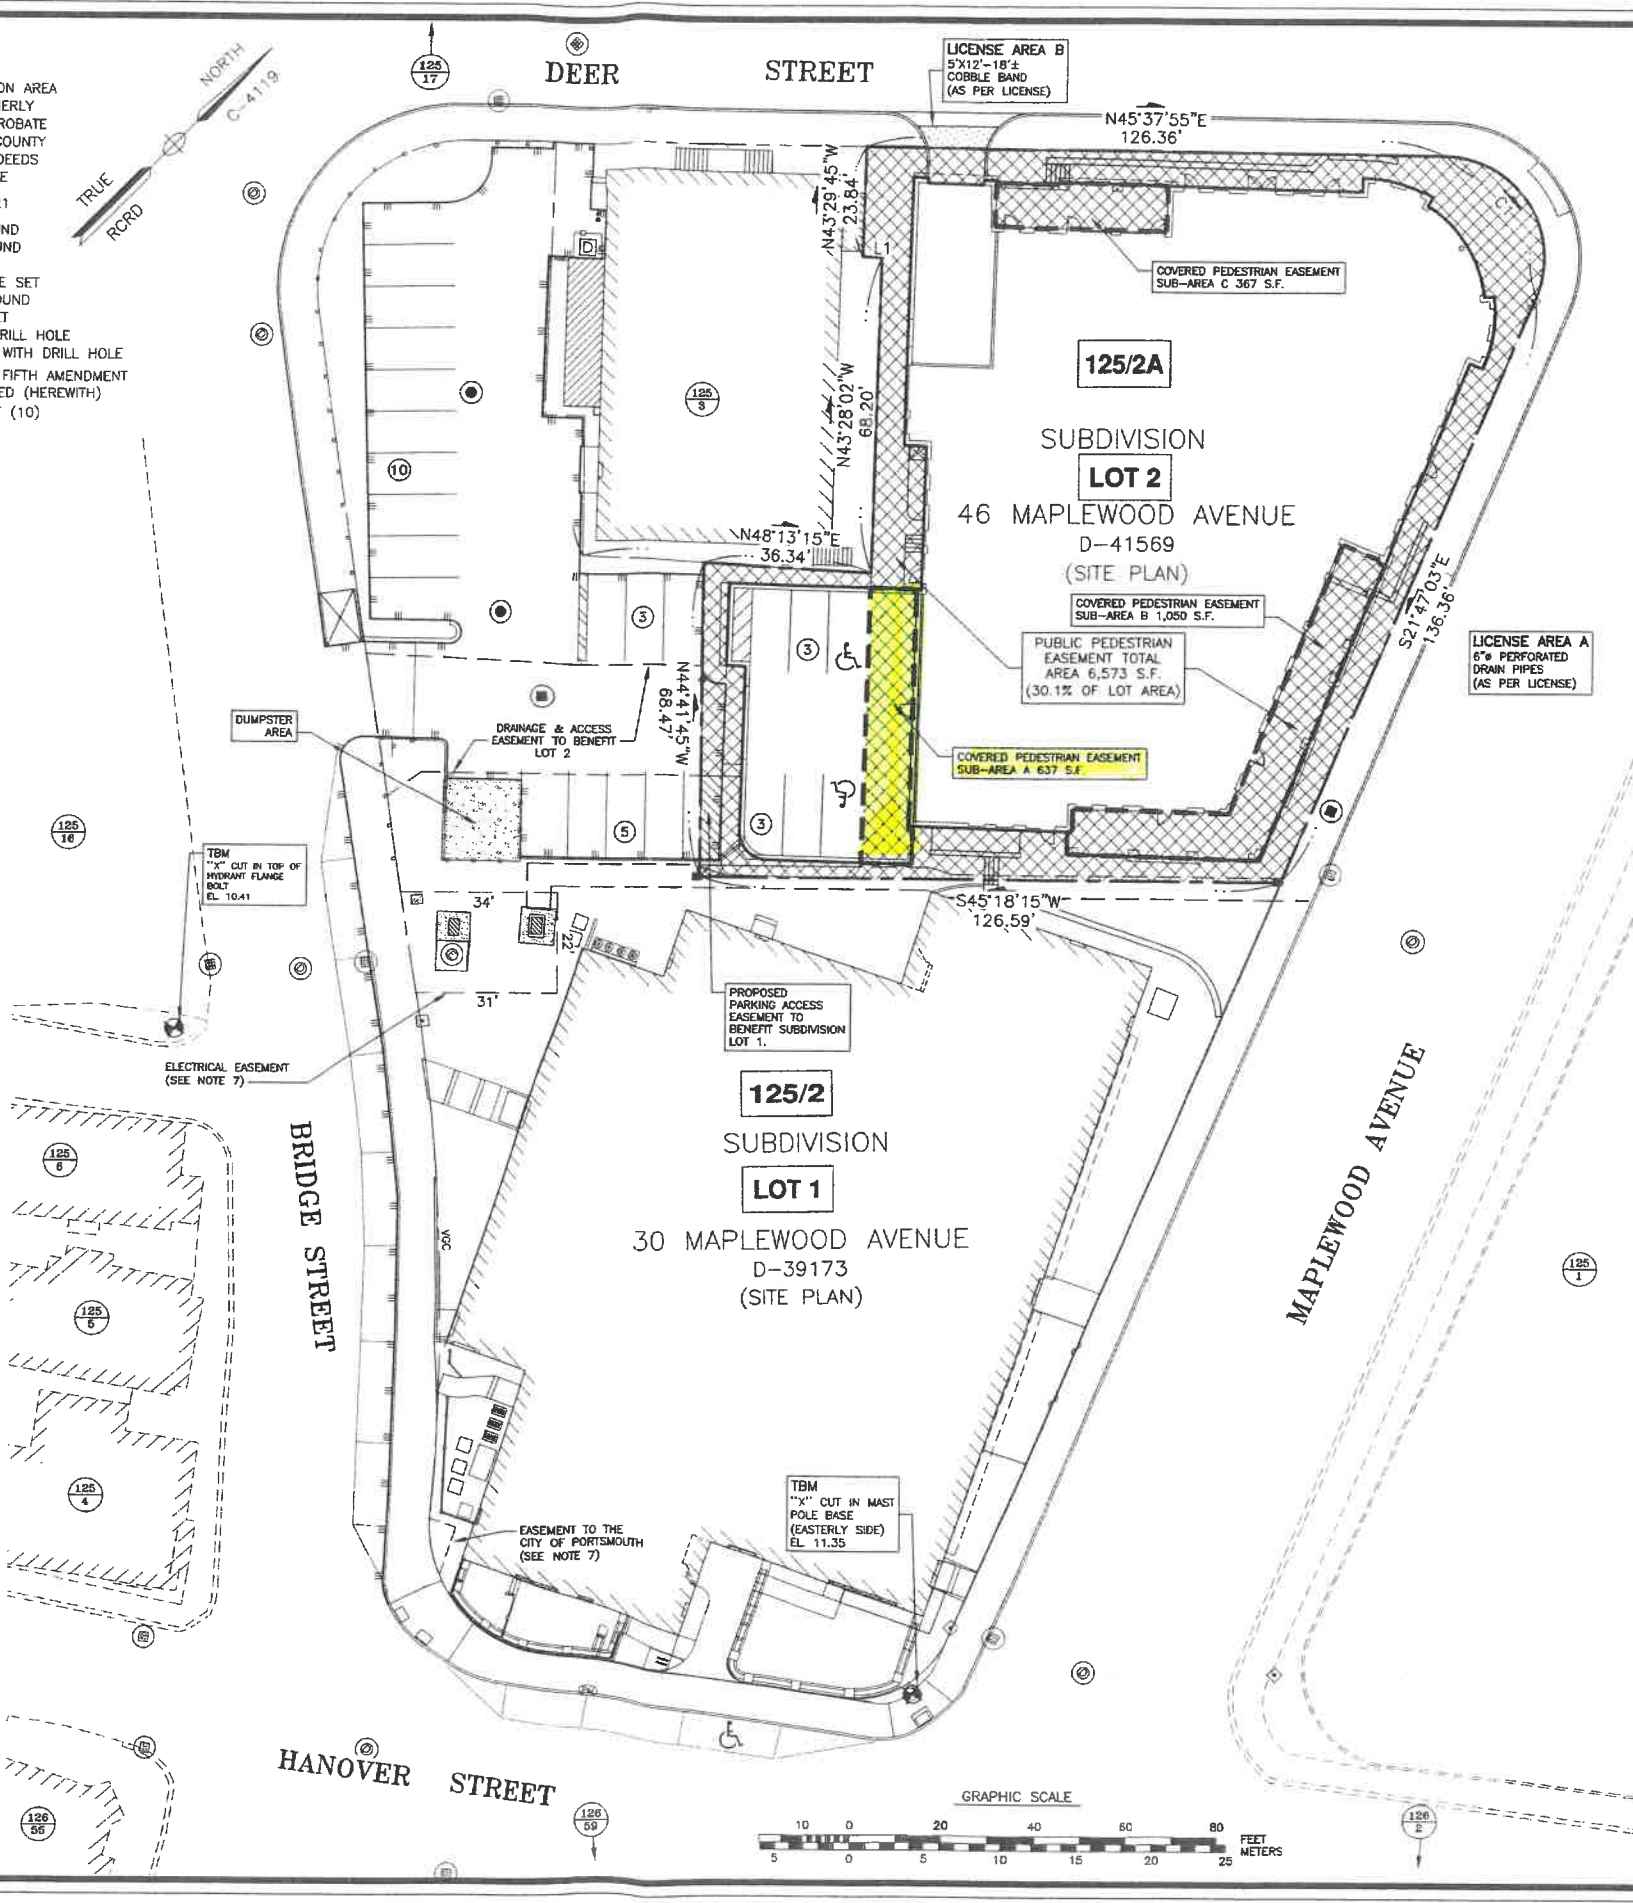 NORTH
C-4119
TRUE
RCRD
ON AREA
ERLY
ROBATE
COUNTY
DEEDS
E
1
ND
UND
E SET
OUND
ET
RILL HOLE
WITH DRILL HOLE
FIFTH AMENDMENT
ED (HEREWITH)
(10)
125
17
DEER STREET
LICENSE AREA B
5'X12'-18'±
COBBLE BAND
(AS PER LICENSE)
N45°37'55"E
126.36'
N43°29'45"W
23.84'
L1
C1
D
COVERED PEDESTRIAN EASEMENT
SUB-AREA C 367 S.F.
125/2A
SUBDIVISION
LOT 2
46 MAPLEWOOD AVENUE
D-41569
(SITE PLAN)
125
3
N43°28'02"W
68.20'
10
N48°13'15"E
36.34'
COVERED PEDESTRIAN EASEMENT
SUB-AREA B 1,050 S.F.
S21°47'03"E
136.36'
PUBLIC PEDESTRIAN
EASEMENT TOTAL
AREA 6,573 S.F.
(30.1% OF LOT AREA)
LICENSE AREA A
6"ø PERFORATED
DRAIN PIPES
(AS PER LICENSE)
3
3
N44°41'45"W
68.47'
DUMPSTER
AREA
DRAINAGE & ACCESS
EASEMENT TO BENEFIT
LOT 2
COVERED PEDESTRIAN EASEMENT
SUB-AREA A 637 S.F.
5
3
125
16
TBM
"X" CUT IN TOP OF
HYDRANT FLANGE
BOLT
EL. 10.41
34'
22'
31'
S45°18'15"W
126.59'
PROPOSED
PARKING ACCESS
EASEMENT TO
BENEFIT SUBDIVISION
LOT 1.
ELECTRICAL EASEMENT
(SEE NOTE 7)
125/2
SUBDIVISION
LOT 1
30 MAPLEWOOD AVENUE
D-39173
(SITE PLAN)
BRIDGE STREET
MAPLEWOOD AVENUE
VGC
125
6
125
5
125
4
125
1
TBM
"X" CUT IN MAST
POLE BASE
(EASTERLY SIDE)
EL. 11.35
EASEMENT TO THE
CITY OF PORTSMOUTH
(SEE NOTE 7)
HANOVER STREET
126
55
126
59
126
2
GRAPHIC SCALE
10 0 20 40 60 80
FEET
METERS
5 0 5 10 15 20 25